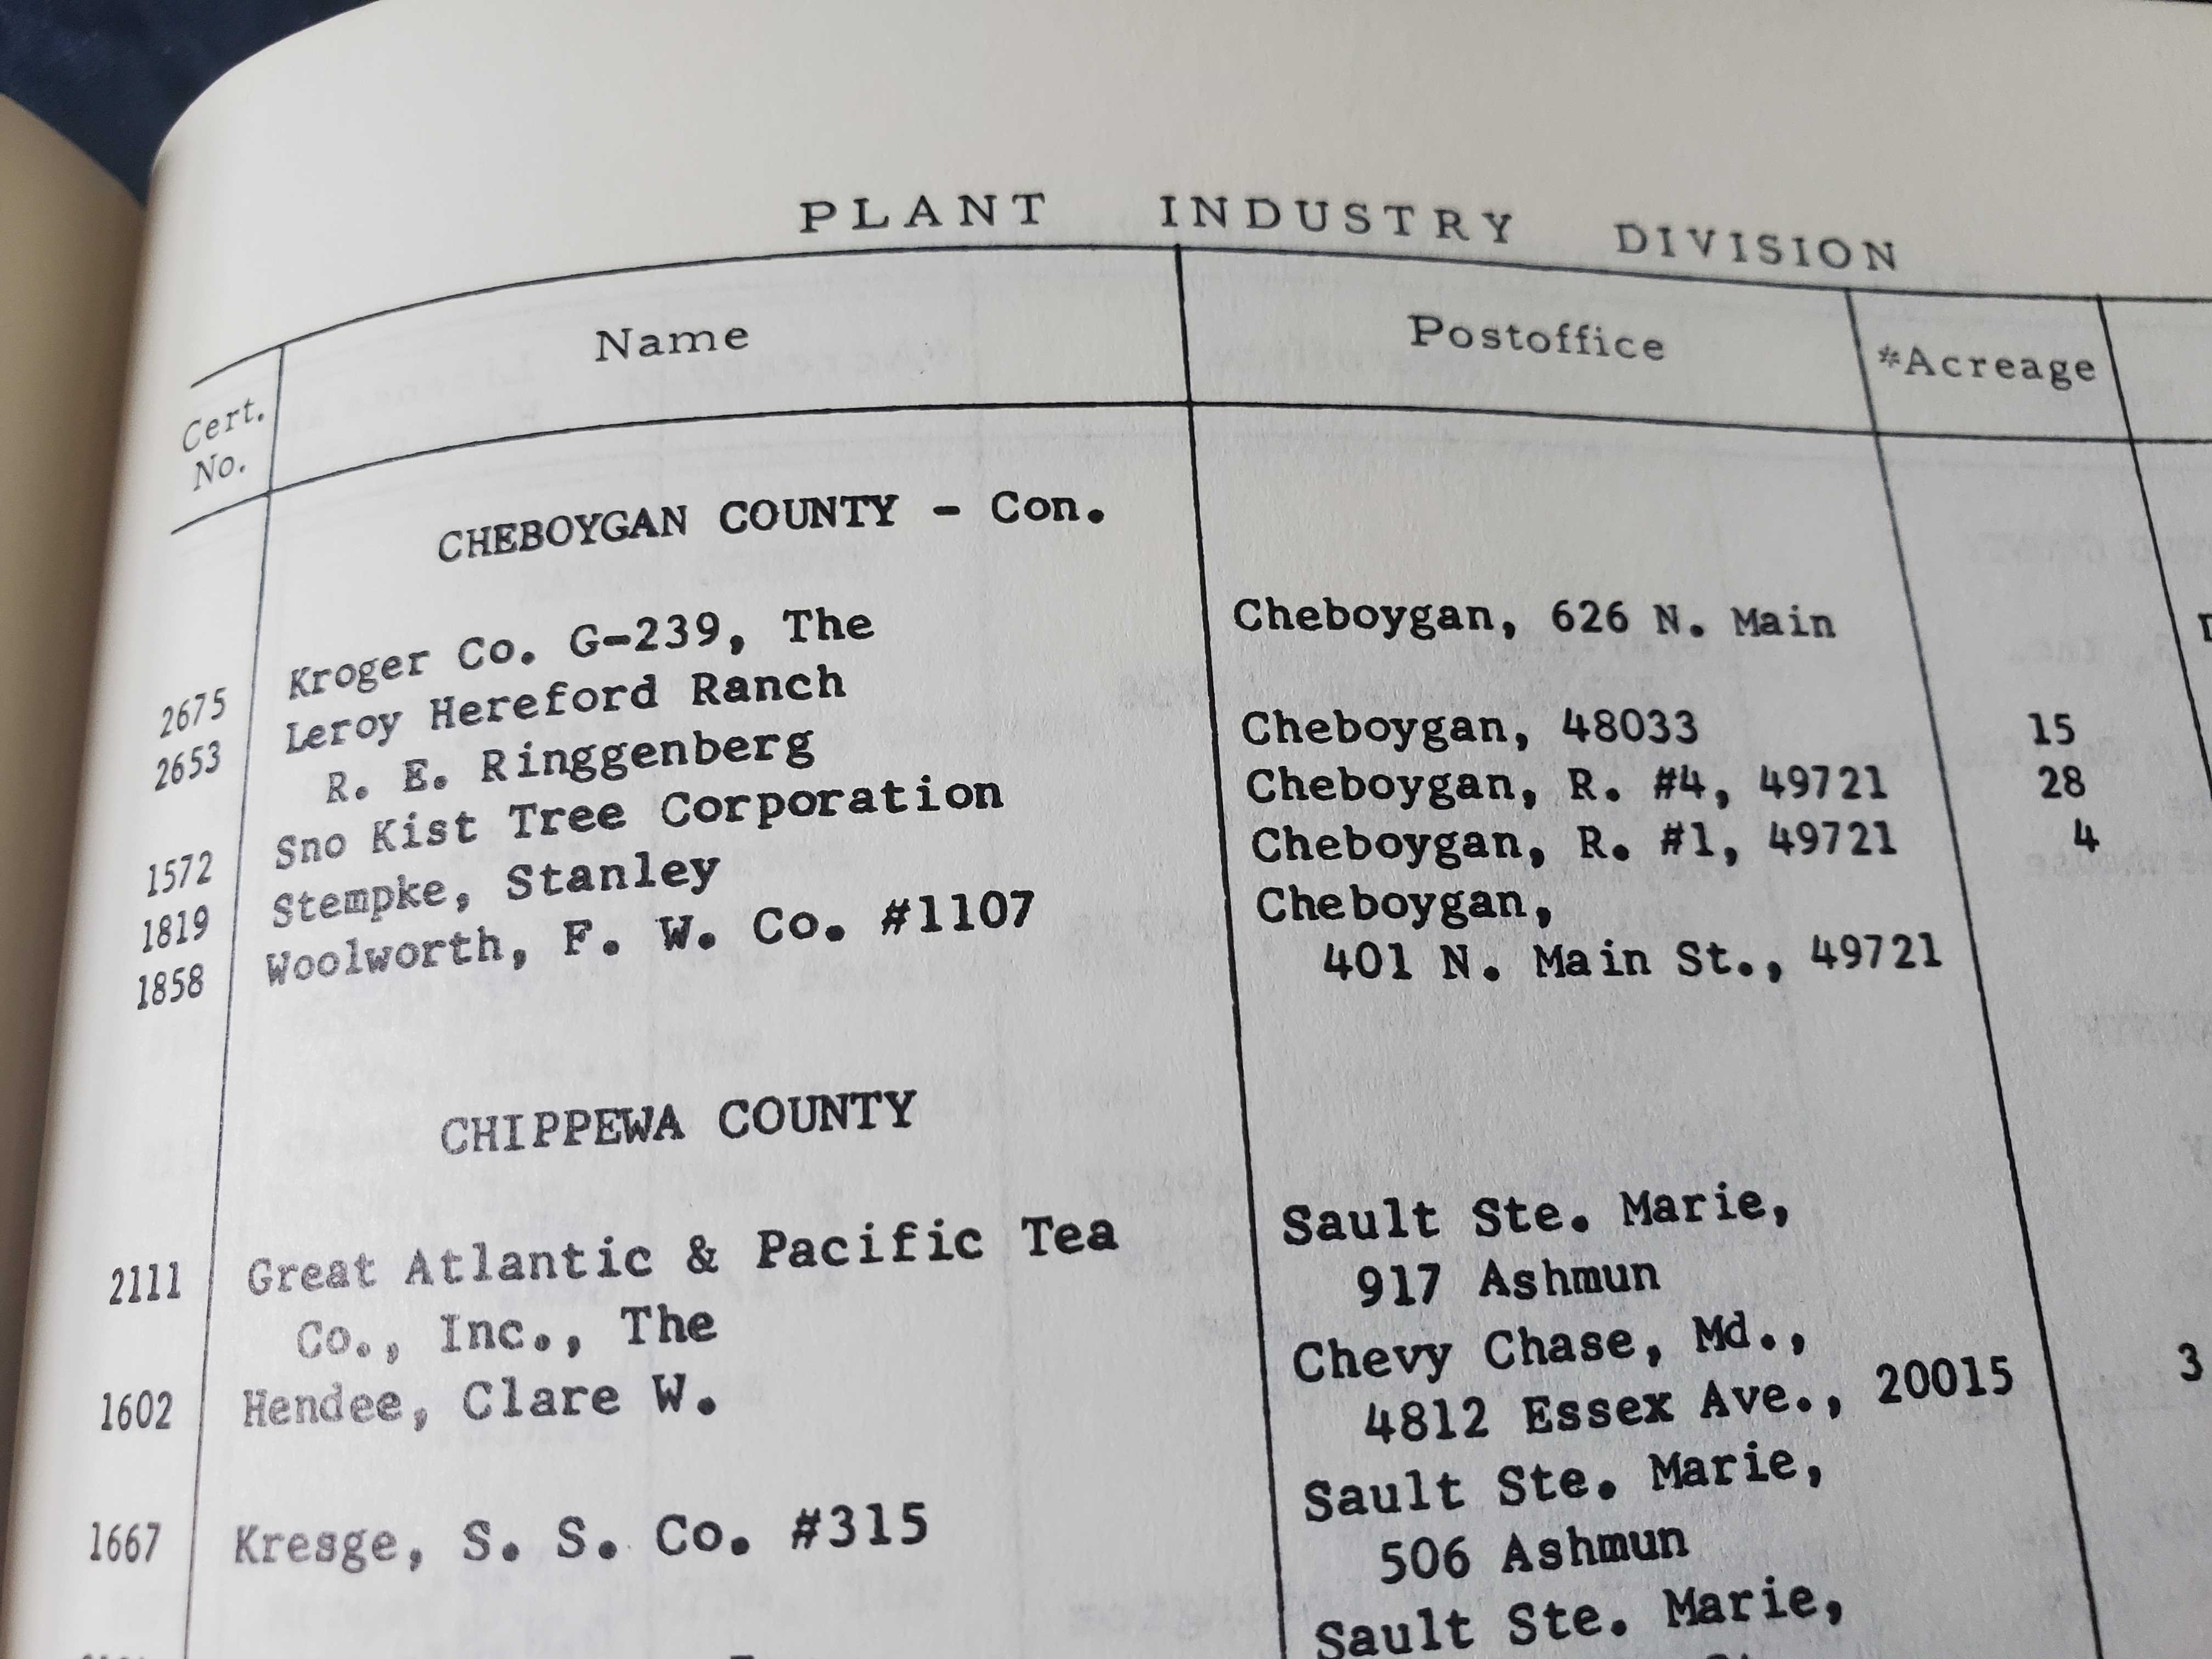 PLANT INDUSTRY DIVISION
Cert. No. Name Postoffice *Acreage
CHEBOYGAN COUNTY - Con.
2675 Kroger Co. G-239, The Cheboygan, 626 N. Main
2653 Leroy Hereford Ranch
R. E. Ringgenberg Cheboygan, 48033 15
1572 Sno Kist Tree Corporation Cheboygan, R. #4, 49721 28
1819 Stempke, Stanley Cheboygan, R. #1, 49721 4
1858 Woolworth, F. W. Co. #1107 Cheboygan,
401 N. Main St., 49721
CHIPPEWA COUNTY
2111 Great Atlantic & Pacific Tea Sault Ste. Marie,
Co., Inc., The 917 Ashmun
1602 Hendee, Clare W. Chevy Chase, Md.,
4812 Essex Ave., 20015 3
1667 Kresge, S. S. Co. #315 Sault Ste. Marie,
506 Ashmun
Sault Ste. Marie,